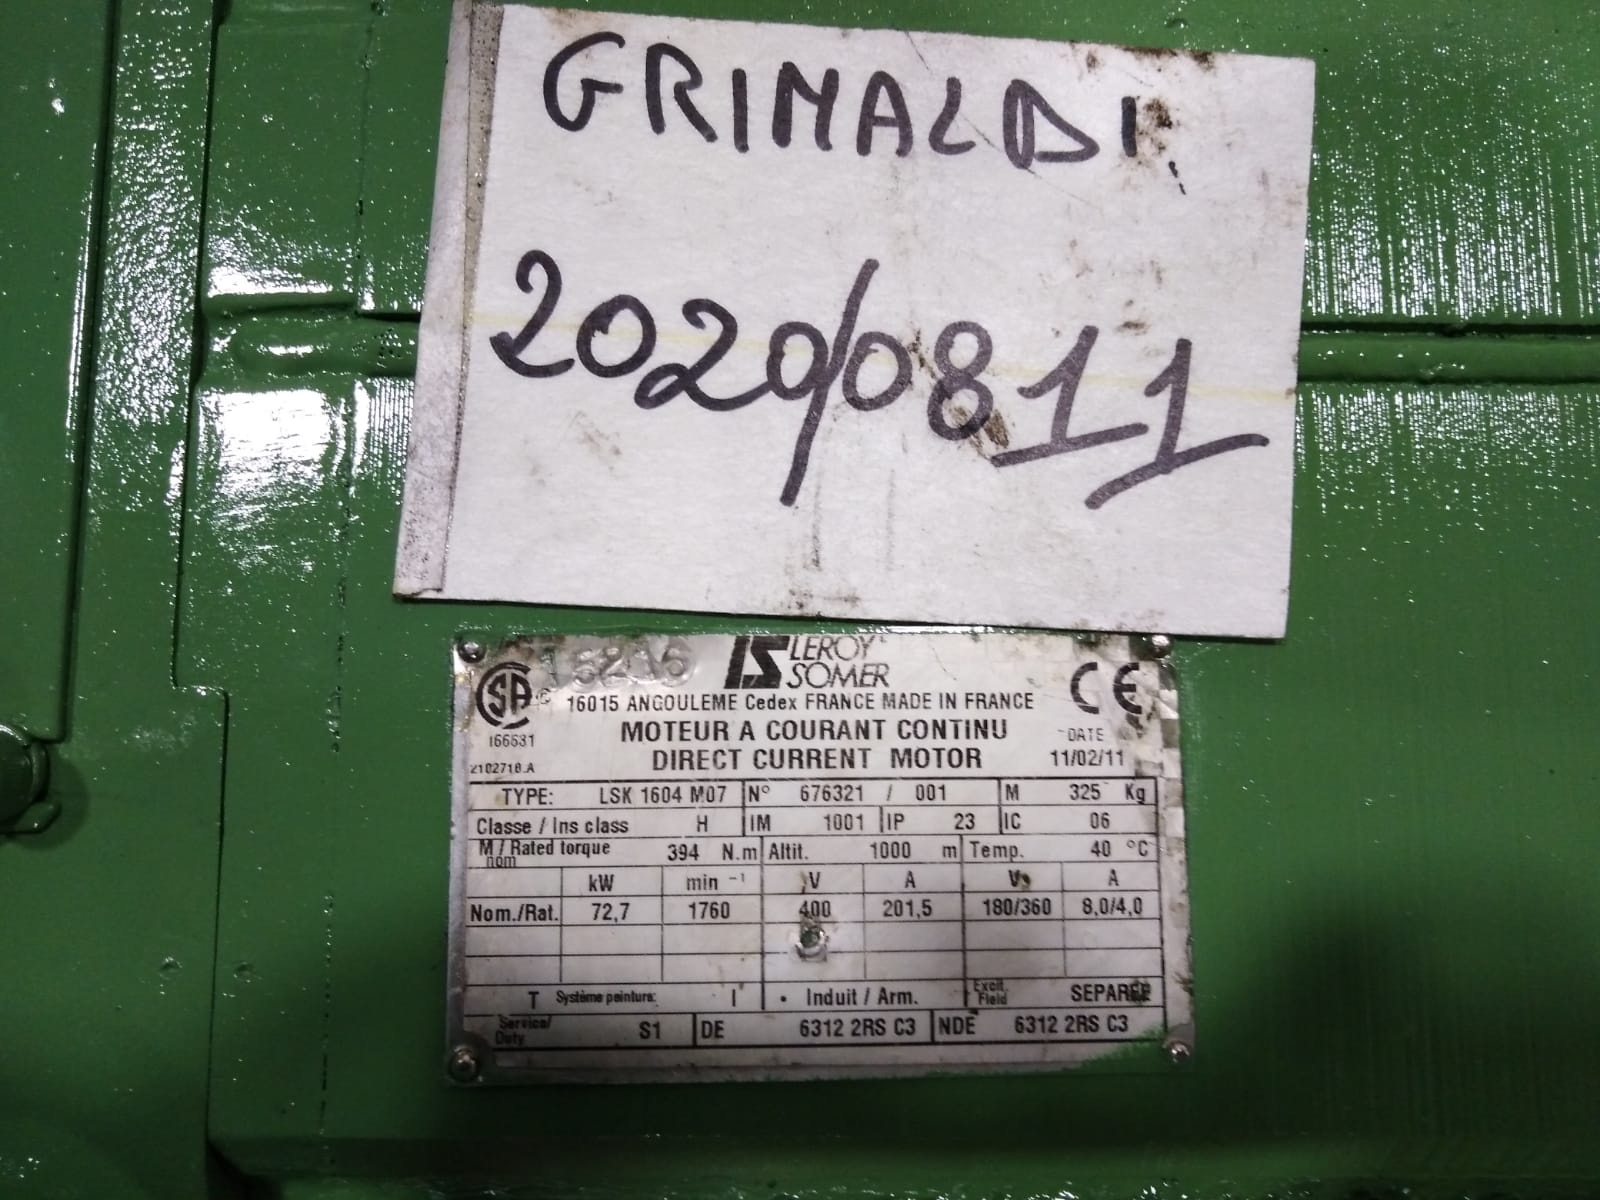 GRIMALDI
2020/0811
LEROY
SOMER
16015 ANGOULEME Cedex FRANCE MADE IN FRANCE
MOTEUR A COURANT CONTINU
DIRECT CURRENT MOTOR
SA
166631
2102718.A
CE
DATE
11/02/11
TYPE: LSK 1604 M07 N° 676321 / 001 M 325 Kg
Classe / Ins class H IM 1001 IP 23 IC 06
M / Rated torque 394 N.m Altit. 1000 m Temp. 40 °C
nom
kW min -1 V A V A
Nom./Rat. 72,7 1760 400 201,5 180/360 8,0/4,0
T Système peinture: I • Induit / Arm. Excit. Field SEPAREE
Service/ Duty S1 DE 6312 2RS C3 NDE 6312 2RS C3